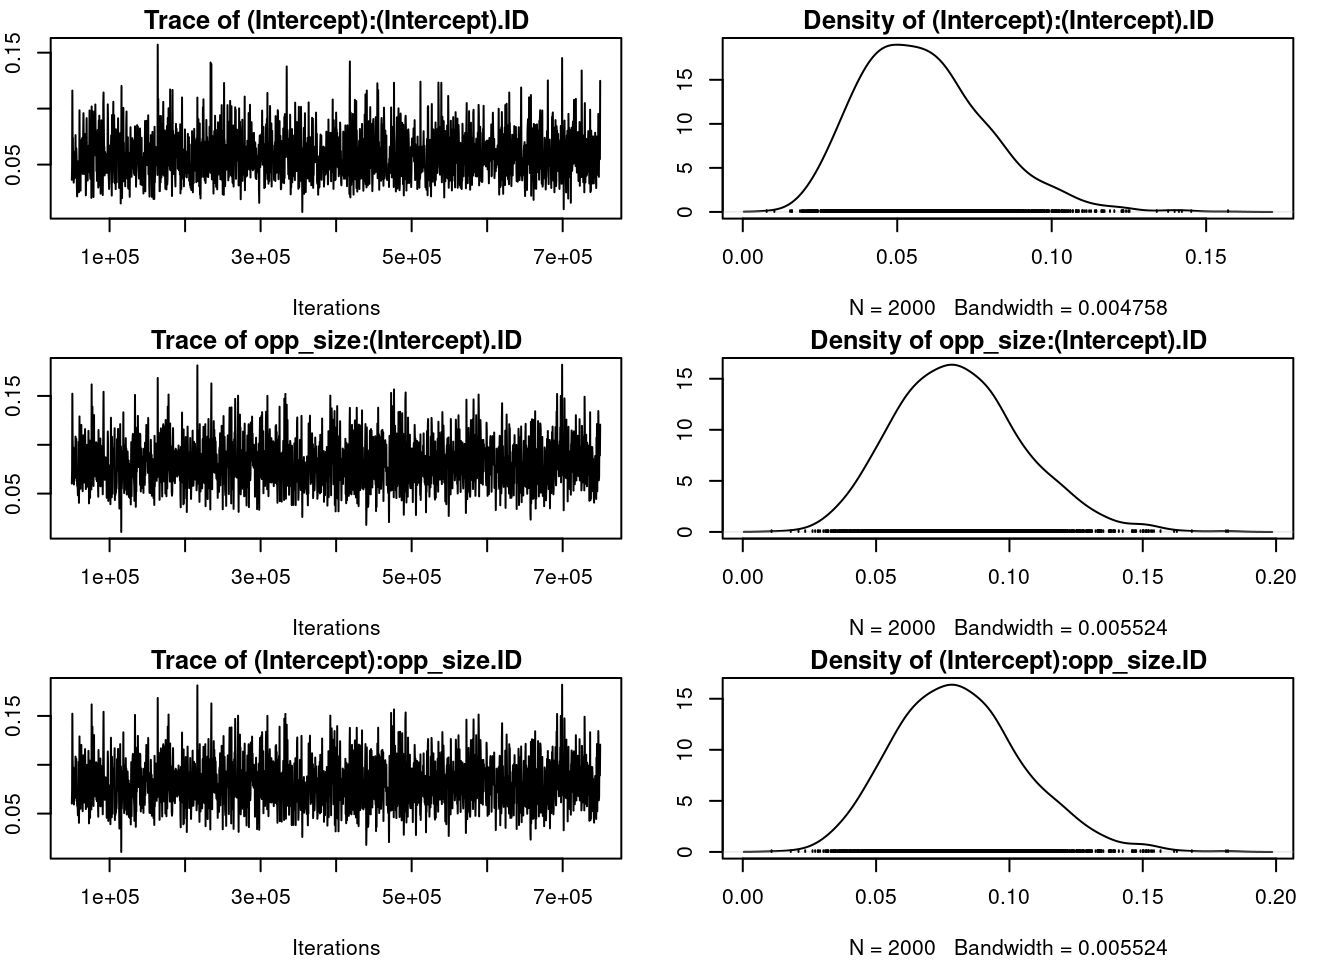 Trace of (Intercept):(Intercept).ID
0.15
0.05
1e+05 3e+05 5e+05 7e+05
Iterations
Density of (Intercept):(Intercept).ID
15
10
5
0
0.00 0.05 0.10 0.15
N = 2000 Bandwidth = 0.004758
Trace of opp_size:(Intercept).ID
0.15
0.05
1e+05 3e+05 5e+05 7e+05
Iterations
Density of opp_size:(Intercept).ID
15
10
5
0
0.00 0.05 0.10 0.15 0.20
N = 2000 Bandwidth = 0.005524
Trace of (Intercept):opp_size.ID
0.15
0.05
1e+05 3e+05 5e+05 7e+05
Iterations
Density of (Intercept):opp_size.ID
15
10
5
0
0.00 0.05 0.10 0.15 0.20
N = 2000 Bandwidth = 0.005524